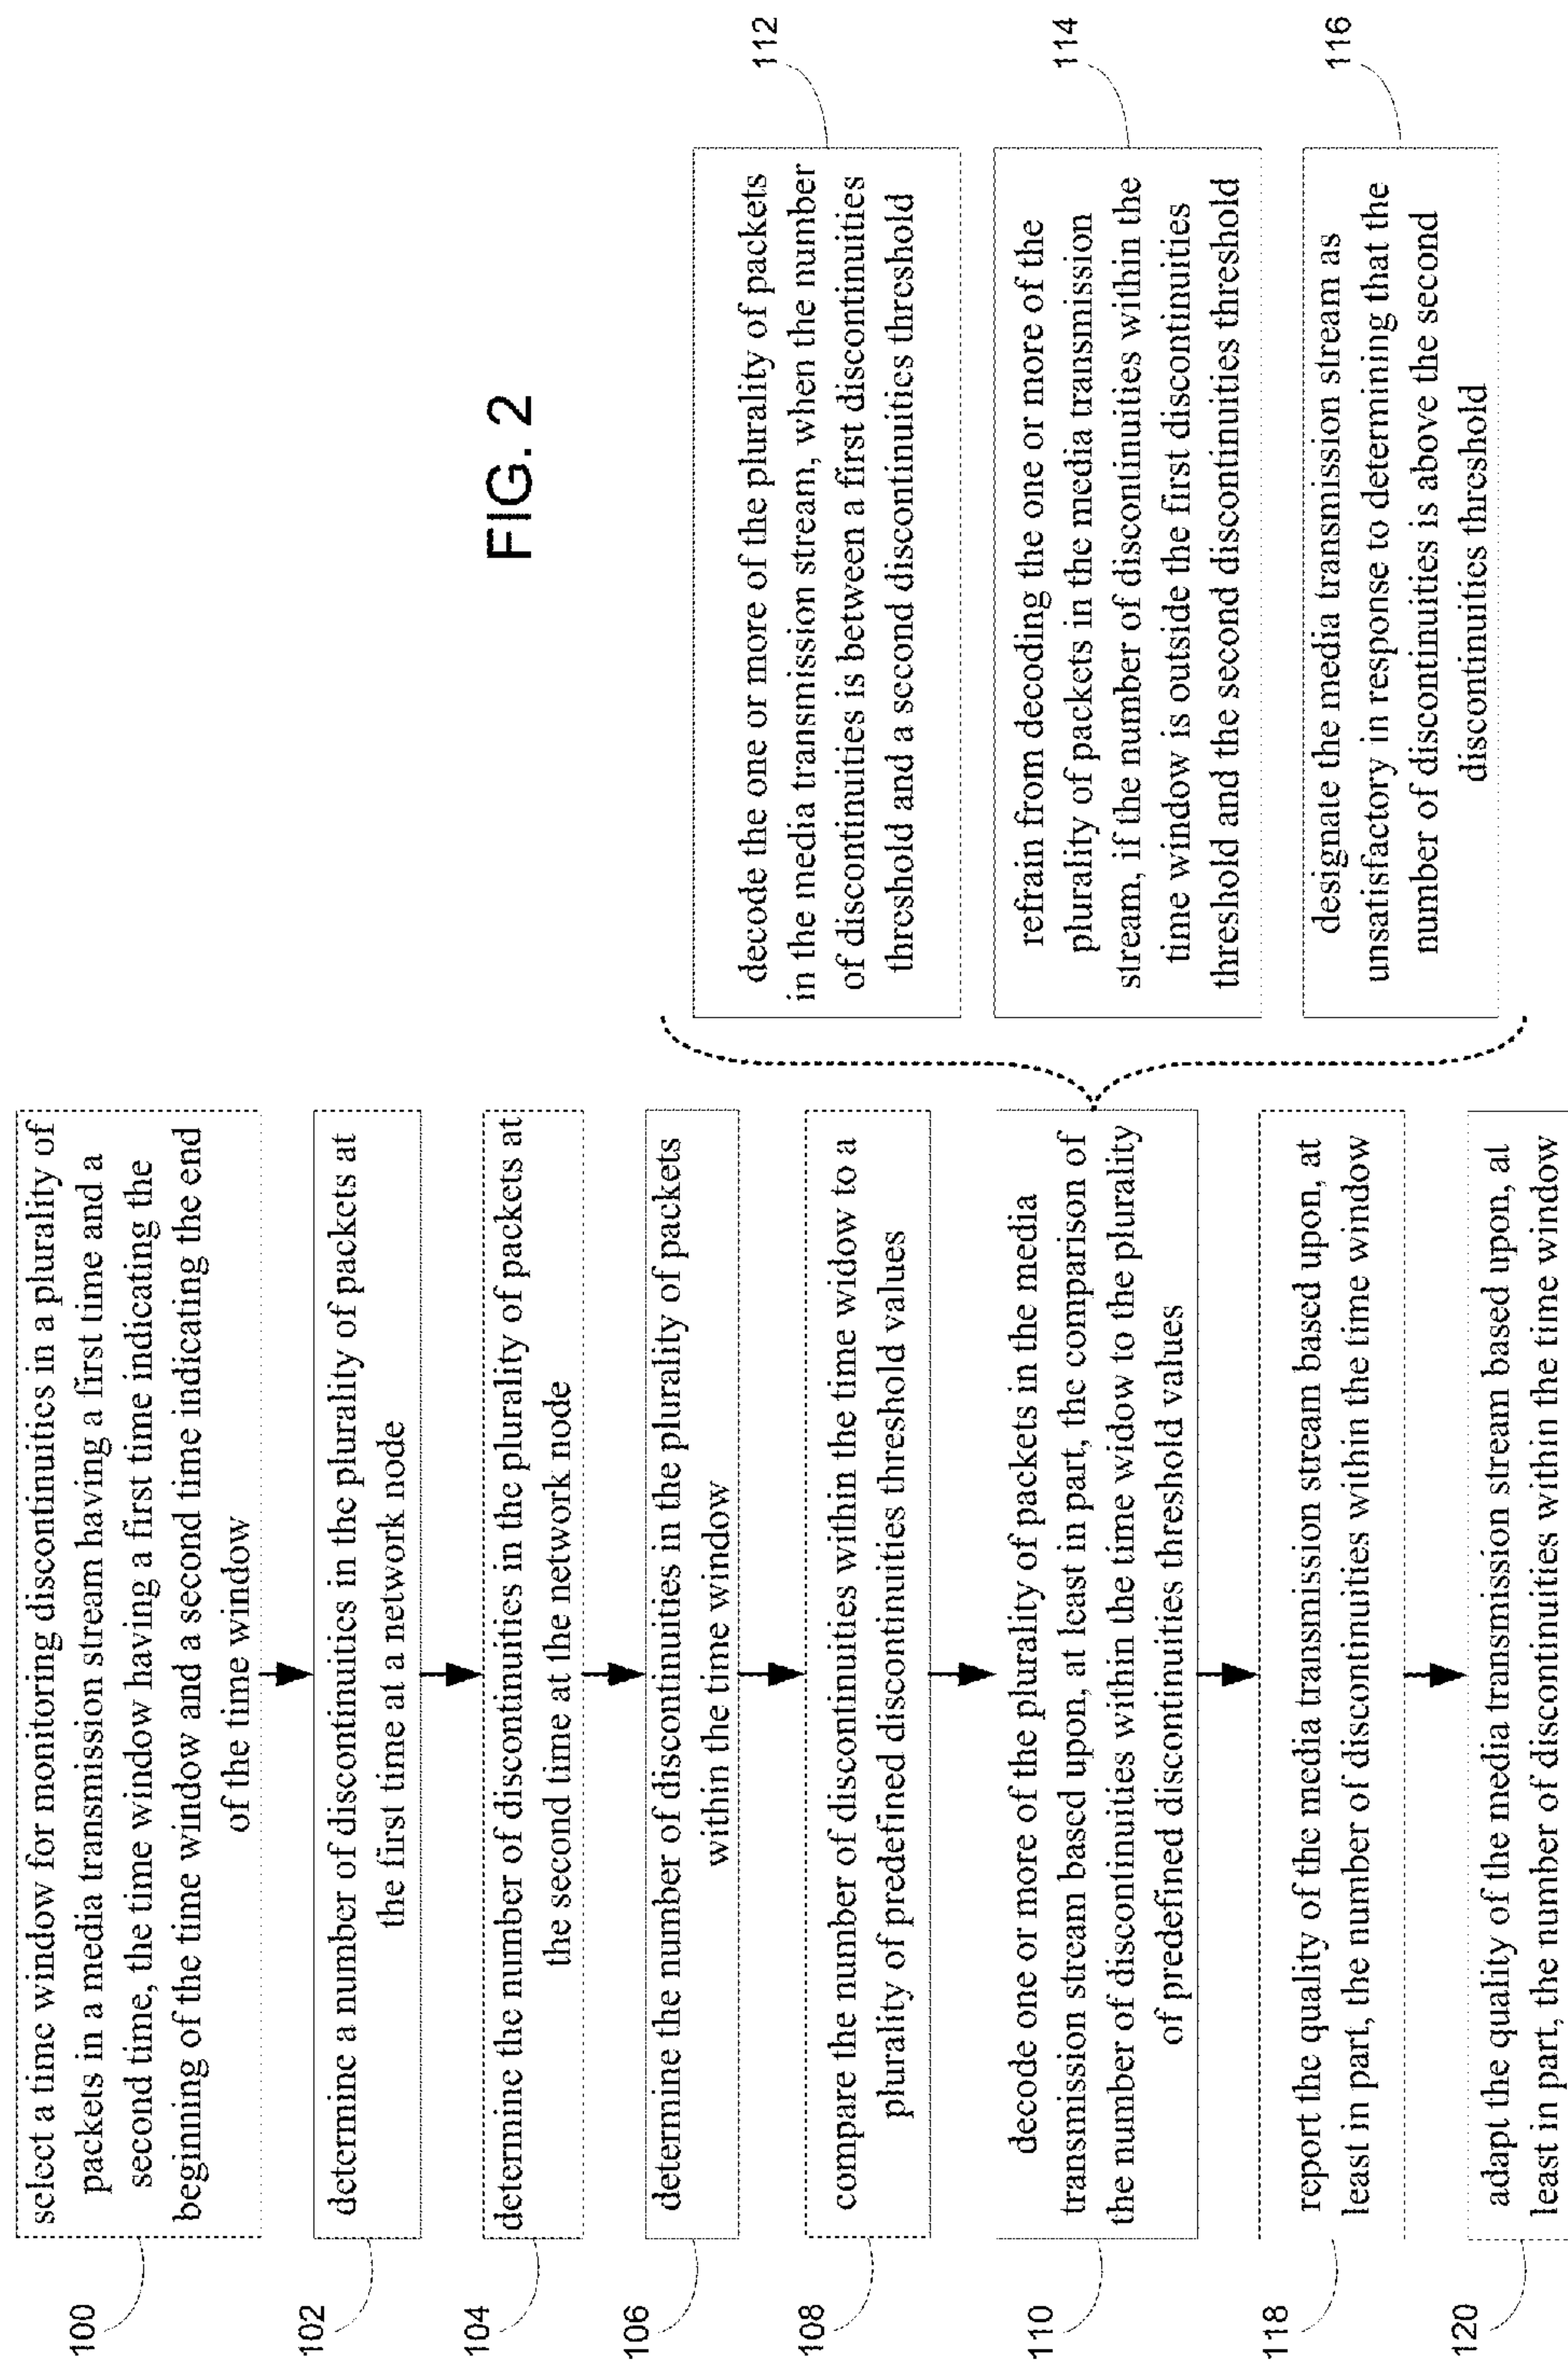 FIG. 2
100
select a time window for monitoring discontinuities in a plurality of
packets in a media transmission stream having a first time and a
second time, the time window having a first time indicating the
beginning of the time window and a second time indicating the end
of the time window
102
determine a number of discontinuities in the plurality of packets at
the first time at a network node
104
determine the number of discontinuities in the plurality of packets at
the second time at the network node
106
determine the number of discontinuities in the plurality of packets
within the time window
108
compare the number of discontinuities within the time widow to a
plurality of predefined discontinuities threshold values
110
decode one or more of the plurality of packets in the media
transmission stream based upon, at least in part, the comparison of
the number of discontinuities within the time widow to the plurality
of predefined discontinuities threshold values
112
decode the one or more of the plurality of packets
in the media transmission stream, when the number
of discontinuities is between a first discontinuities
threshold and a second discontinuities threshold
114
refrain from decoding the one or more of the
plurality of packets in the media transmission
stream, if the number of discontinuities within the
time window is outside the first discontinuities
threshold and the second discontinuities threshold
116
designate the media transmission stream as
unsatisfactory in response to determining that the
number of discontinuities is above the second
discontinuities threshold
118
report the quality of the media transmission stream based upon, at
least in part, the number of discontinuities within the time window
120
adapt the quality of the media transmission stream based upon, at
least in part, the number of discontinuities within the time window